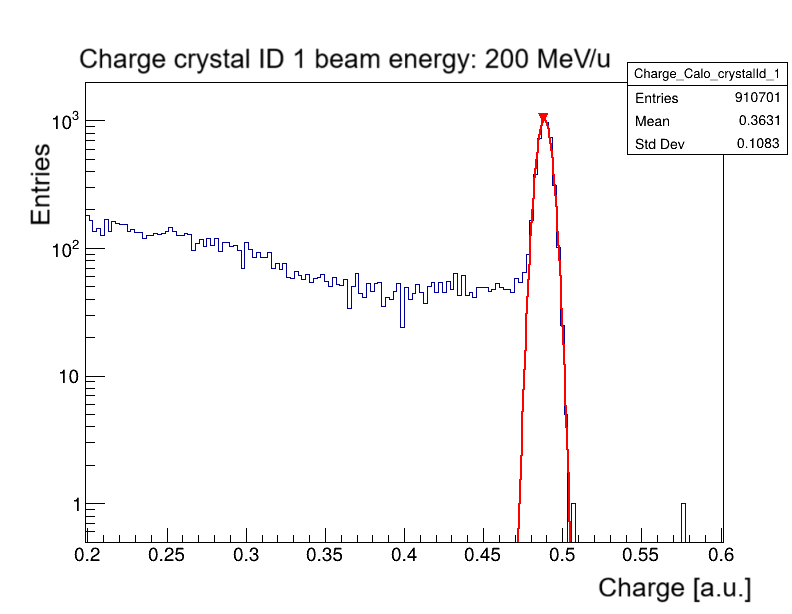 Charge crystal ID 1 beam energy: 200 MeV/u
Charge_Calo_crystalId_1
Entries 910701
Mean 0.3631
Std Dev 0.1083
Entries
10³
10²
10
1
0.2 0.25 0.3 0.35 0.4 0.45 0.5 0.55 0.6
Charge [a.u.]